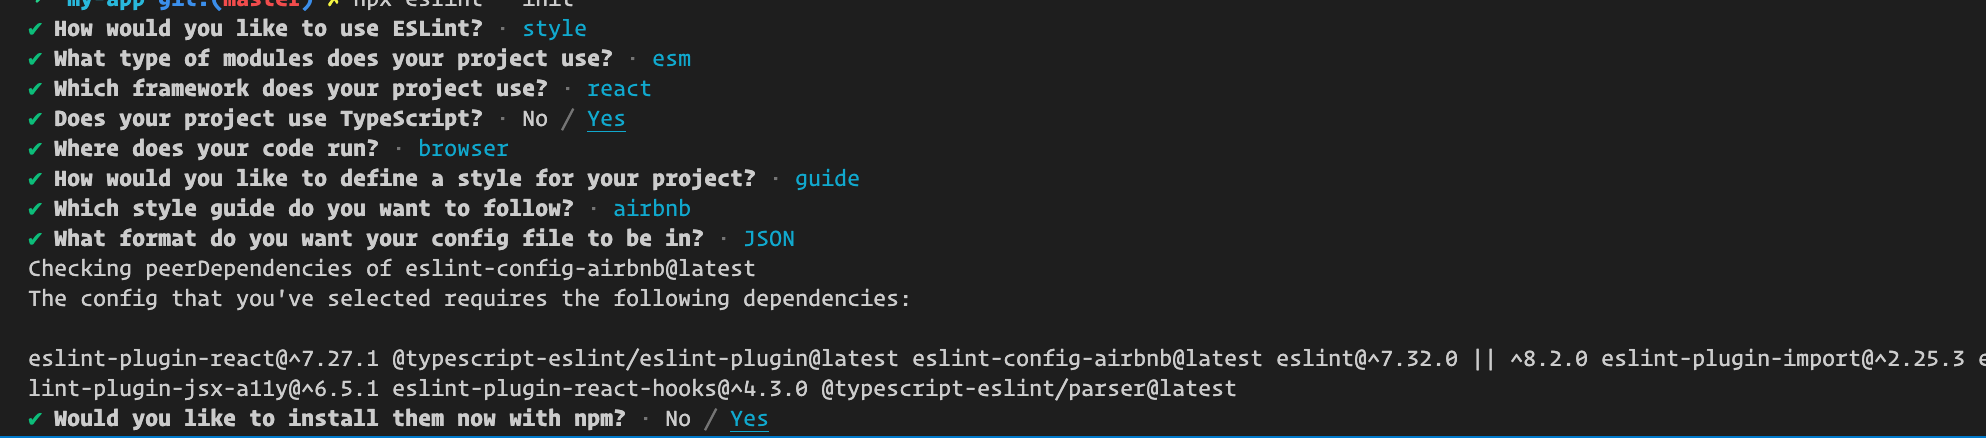 my-app git:(master) ✗ npx eslint --init
✔ How would you like to use ESLint? · style
✔ What type of modules does your project use? · esm
✔ Which framework does your project use? · react
✔ Does your project use TypeScript? · No / Yes
✔ Where does your code run? · browser
✔ How would you like to define a style for your project? · guide
✔ Which style guide do you want to follow? · airbnb
✔ What format do you want your config file to be in? · JSON
Checking peerDependencies of eslint-config-airbnb@latest
The config that you've selected requires the following dependencies:
eslint-plugin-react@^7.27.1 @typescript-eslint/eslint-plugin@latest eslint-config-airbnb@latest eslint@^7.32.0 || ^8.2.0 eslint-plugin-import@^2.25.3 e
lint-plugin-jsx-a11y@^6.5.1 eslint-plugin-react-hooks@^4.3.0 @typescript-eslint/parser@latest
✔ Would you like to install them now with npm? · No / Yes